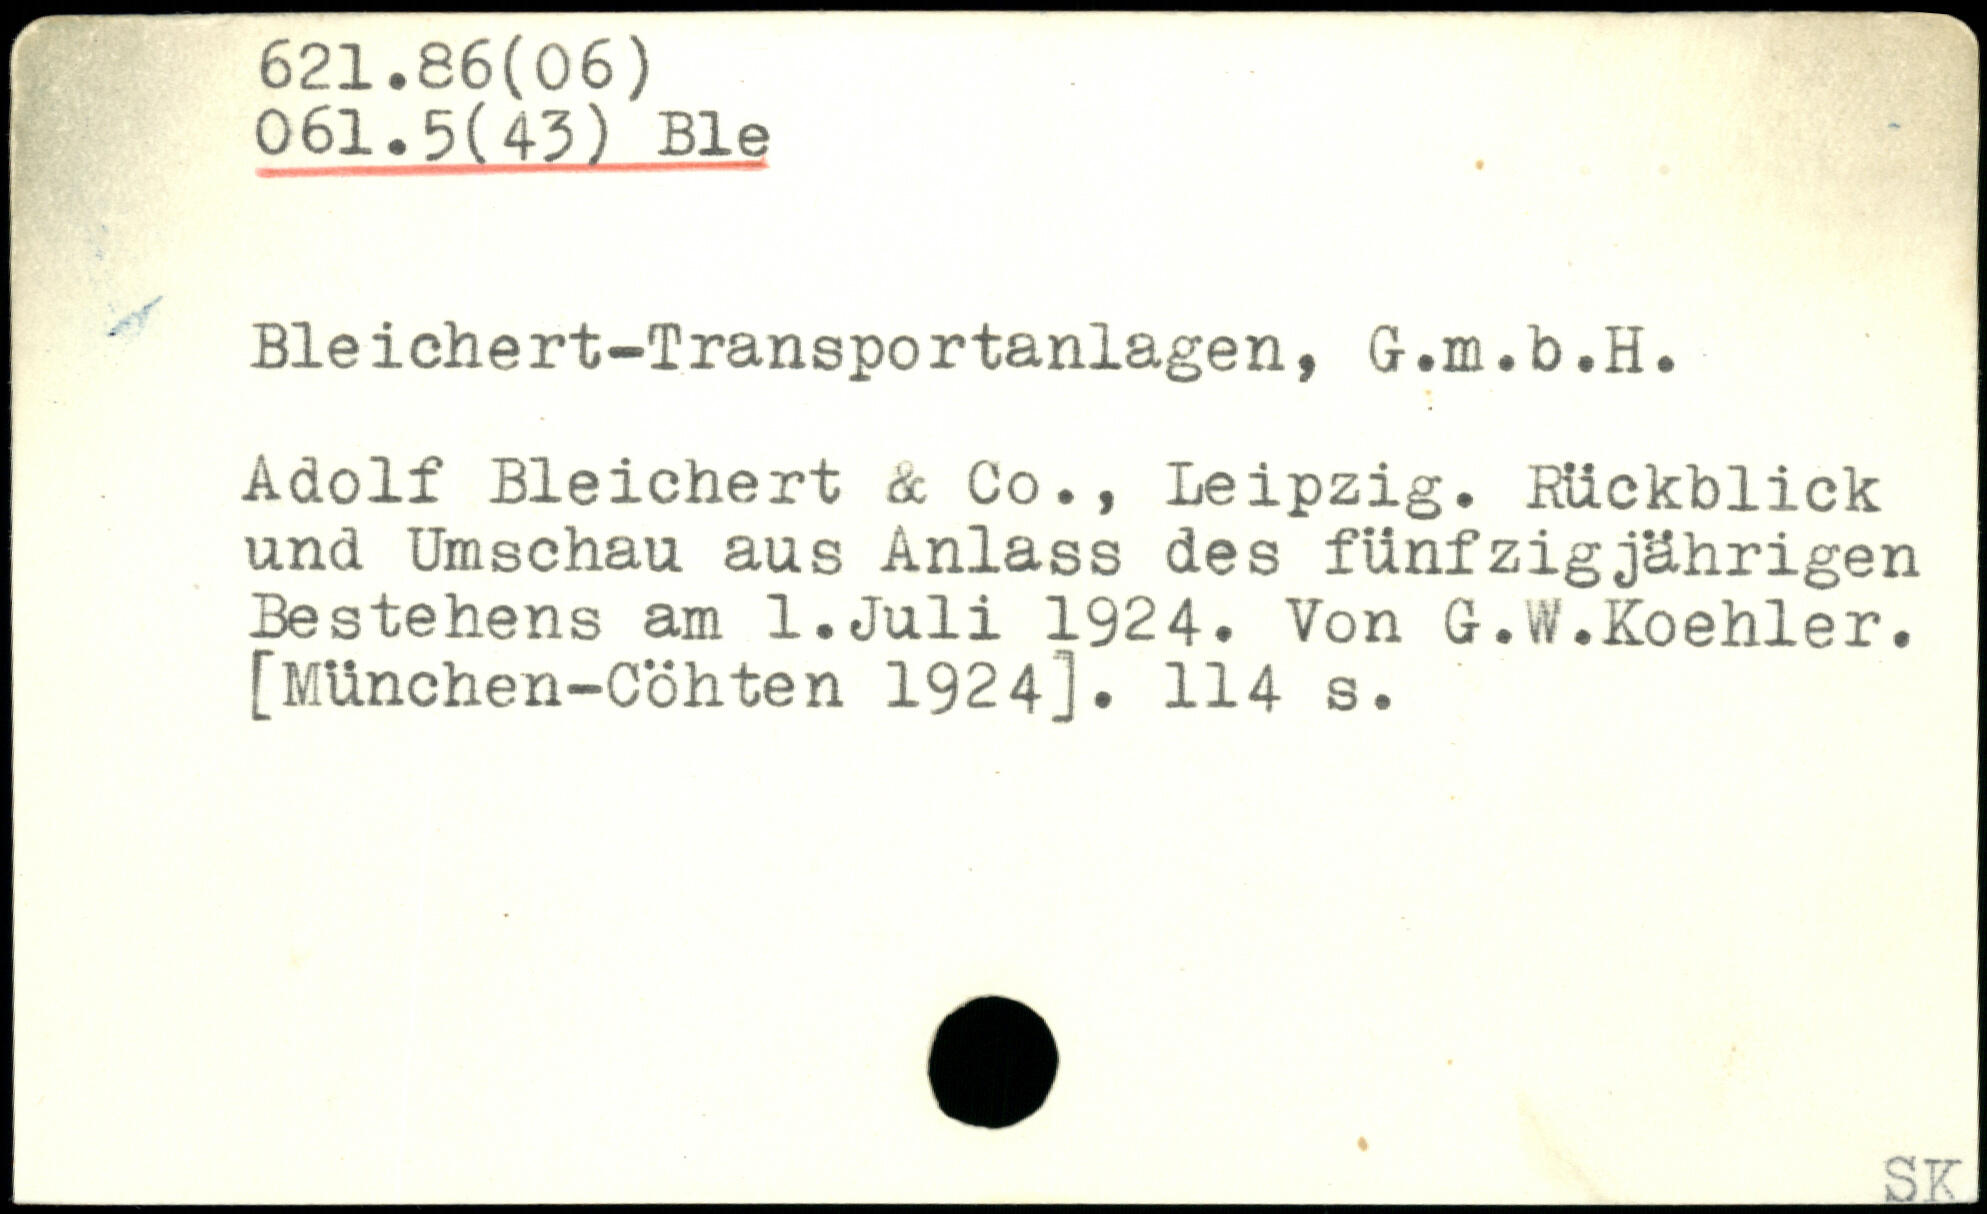 621.86(06)
061.5(43) Ble
Bleichert-Transportanlagen, G.m.b.H.
Adolf Bleichert & Co., Leipzig. Rückblick
und Umschau aus Anlass des fünfzigjährigen
Bestehens am 1.Juli 1924. Von G.W.Koehler.
[München-Cöhten 1924]. 114 s.
SK